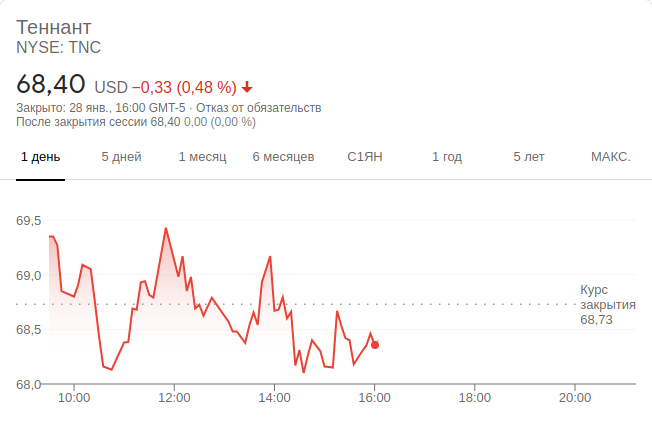 Теннант
NYSE: TNC
68,40 USD −0,33 (0,48 %)
Закрыто: 28 янв., 16:00 GMT-5 · Отказ от обязательств
После закрытия сессии 68,40 0,00 (0,00 %)
1 день 5 дней 1 месяц 6 месяцев С1ЯН 1 год 5 лет МАКС.
69,5
69,0
Курс
закрытия
68,73
68,5
68,0
10:00 12:00 14:00 16:00 18:00 20:00